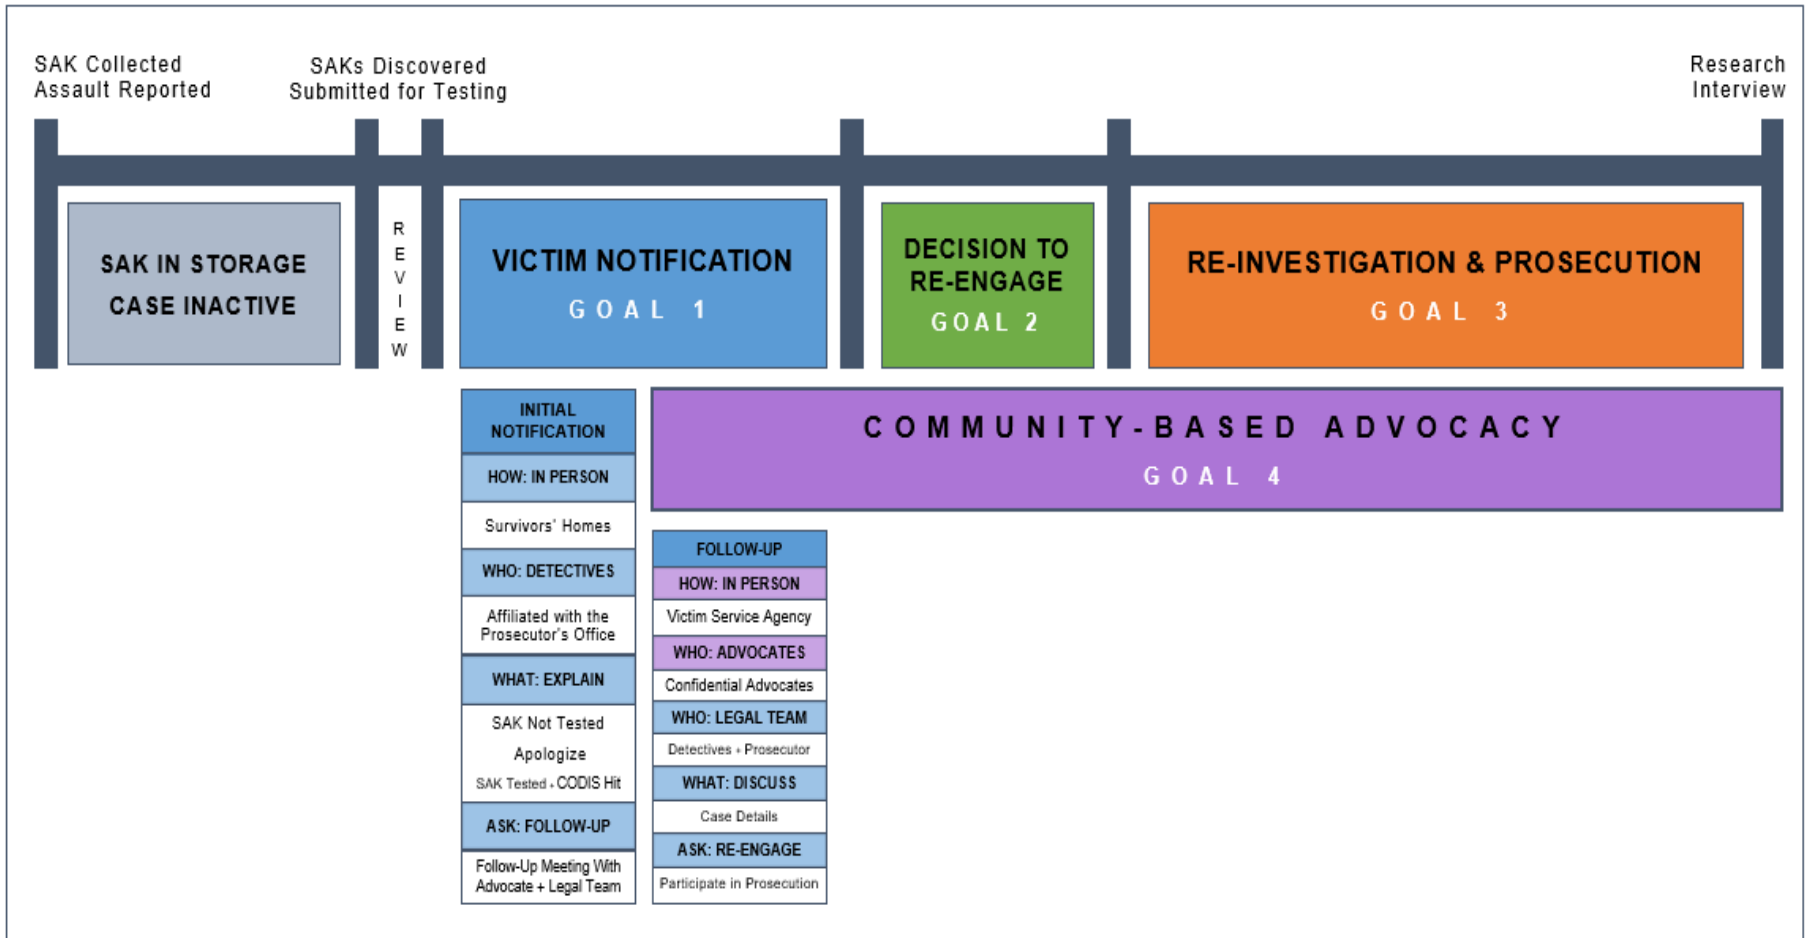 SAK Collected
Assault Reported
SAKs Discovered
Submitted for Testing
Research
Interview
SAK IN STORAGE
CASE INACTIVE
REVIEW
VICTIM NOTIFICATION
GOAL 1
DECISION TO
RE-ENGAGE
GOAL 2
RE-INVESTIGATION & PROSECUTION
GOAL 3
COMMUNITY-BASED ADVOCACY
GOAL 4
INITIAL
NOTIFICATION
HOW: IN PERSON
Survivors' Homes
WHO: DETECTIVES
Affiliated with the
Prosecutor's Office
WHAT: EXPLAIN
SAK Not Tested
Apologize
SAK Tested + CODIS Hit
ASK: FOLLOW-UP
Follow-Up Meeting With
Advocate + Legal Team
FOLLOW-UP
HOW: IN PERSON
Victim Service Agency
WHO: ADVOCATES
Confidential Advocates
WHO: LEGAL TEAM
Detectives + Prosecutor
WHAT: DISCUSS
Case Details
ASK: RE-ENGAGE
Participate in Prosecution